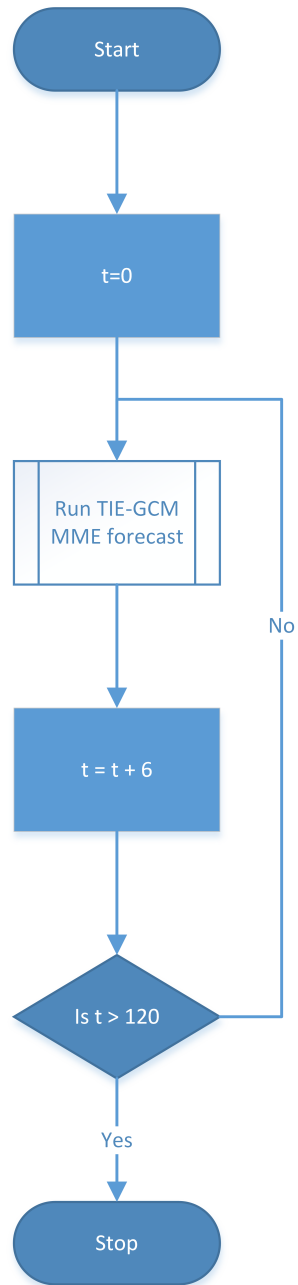 Start
t=0
Run TIE-GCM
MME forecast
No
t = t + 6
Is t > 120
Yes
Stop